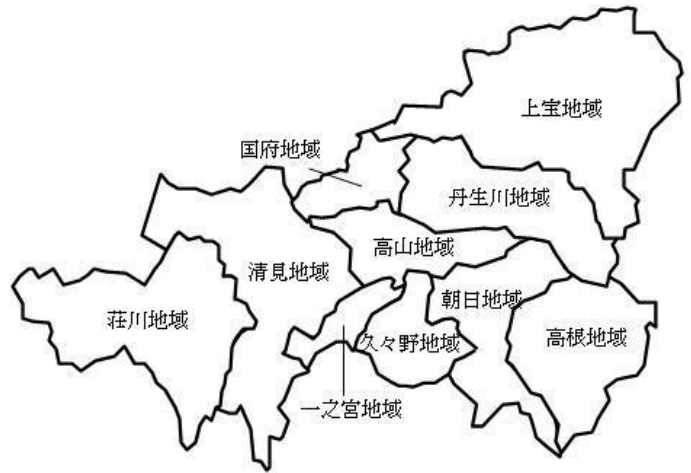 上宝地域
国府地域
丹生川地域
高山地域
清見地域
朝日地域
荘川地域
久々野地域
高根地域
一之宮地域